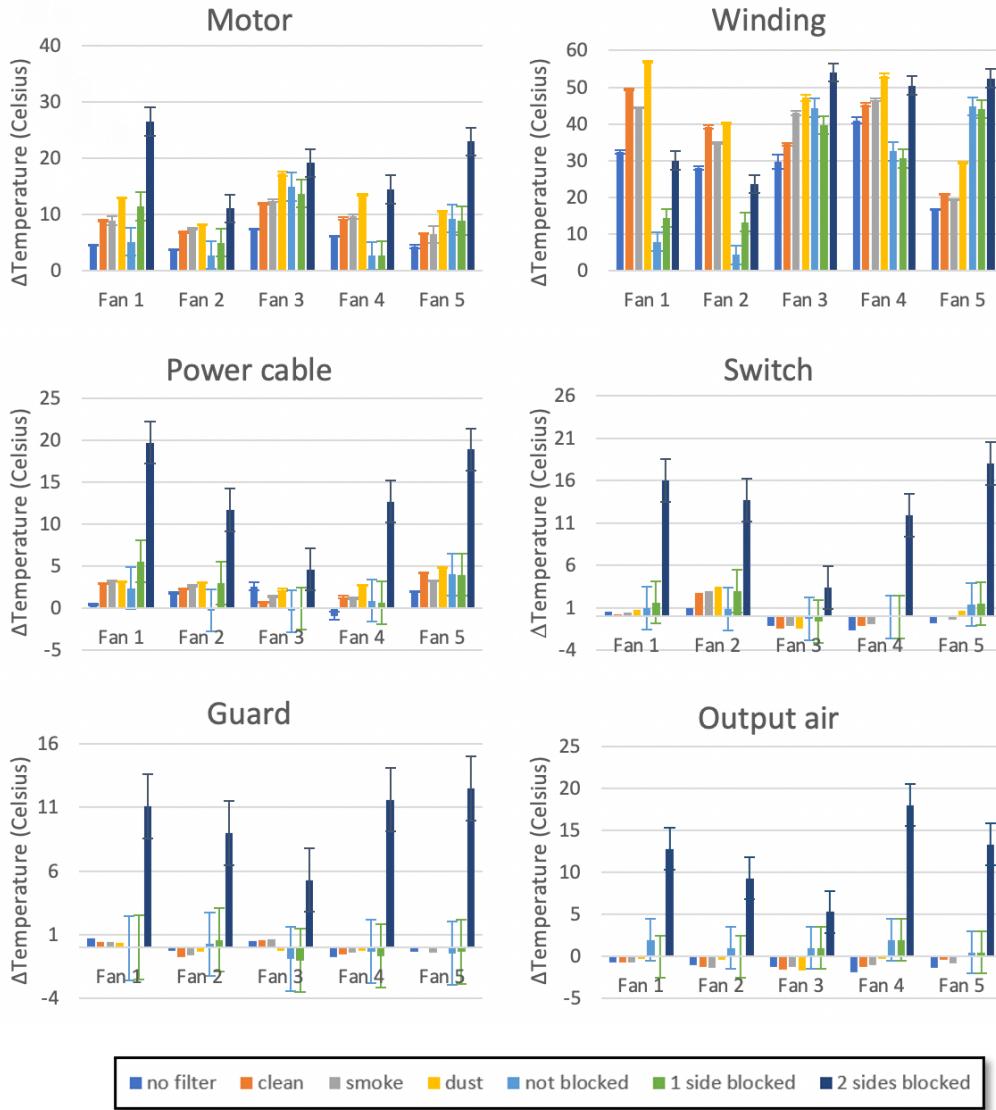 Motor
ΔTemperature (Celsius)
40
30
20
10
0
Fan 1 Fan 2 Fan 3 Fan 4 Fan 5
Winding
ΔTemperature (Celsius)
60
50
40
30
20
10
0
Fan 1 Fan 2 Fan 3 Fan 4 Fan 5
Power cable
ΔTemperature (Celsius)
25
20
15
10
5
0
-5
Fan 1 Fan 2 Fan 3 Fan 4 Fan 5
Switch
ΔTemperature (Celsius)
26
21
16
11
6
1
-4
Fan 1 Fan 2 Fan 3 Fan 4 Fan 5
Guard
ΔTemperature (Celsius)
16
11
6
1
-4
Fan 1 Fan 2 Fan 3 Fan 4 Fan 5
Output air
ΔTemperature (Celsius)
25
20
15
10
5
0
-5
Fan 1 Fan 2 Fan 3 Fan 4 Fan 5
no filter clean smoke dust not blocked 1 side blocked 2 sides blocked